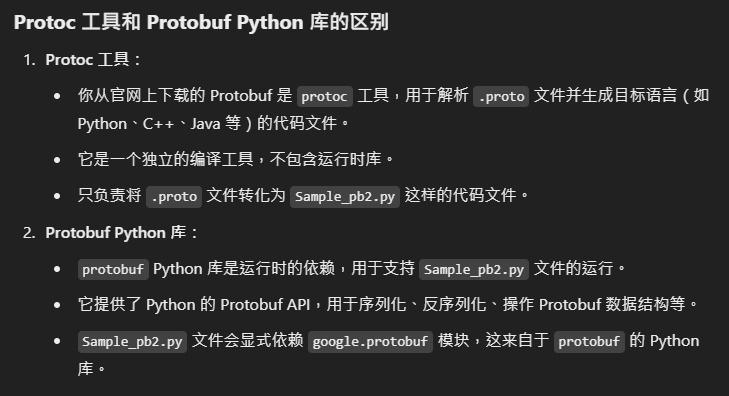 Protoc 工具和 Protobuf Python 库的区别
1. Protoc 工具：
• 你从官网上下载的 Protobuf 是 protoc 工具，用于解析 .proto 文件并生成目标语言（如
Python、C++、Java 等）的代码文件。
• 它是一个独立的编译工具，不包含运行时库。
• 只负责将 .proto 文件转化为 Sample_pb2.py 这样的代码文件。
2. Protobuf Python 库：
• protobuf Python 库是运行时的依赖，用于支持 Sample_pb2.py 文件的运行。
• 它提供了 Python 的 Protobuf API，用于序列化、反序列化、操作 Protobuf 数据结构等。
• Sample_pb2.py 文件会显式依赖 google.protobuf 模块，这来自于 protobuf 的 Python
库。